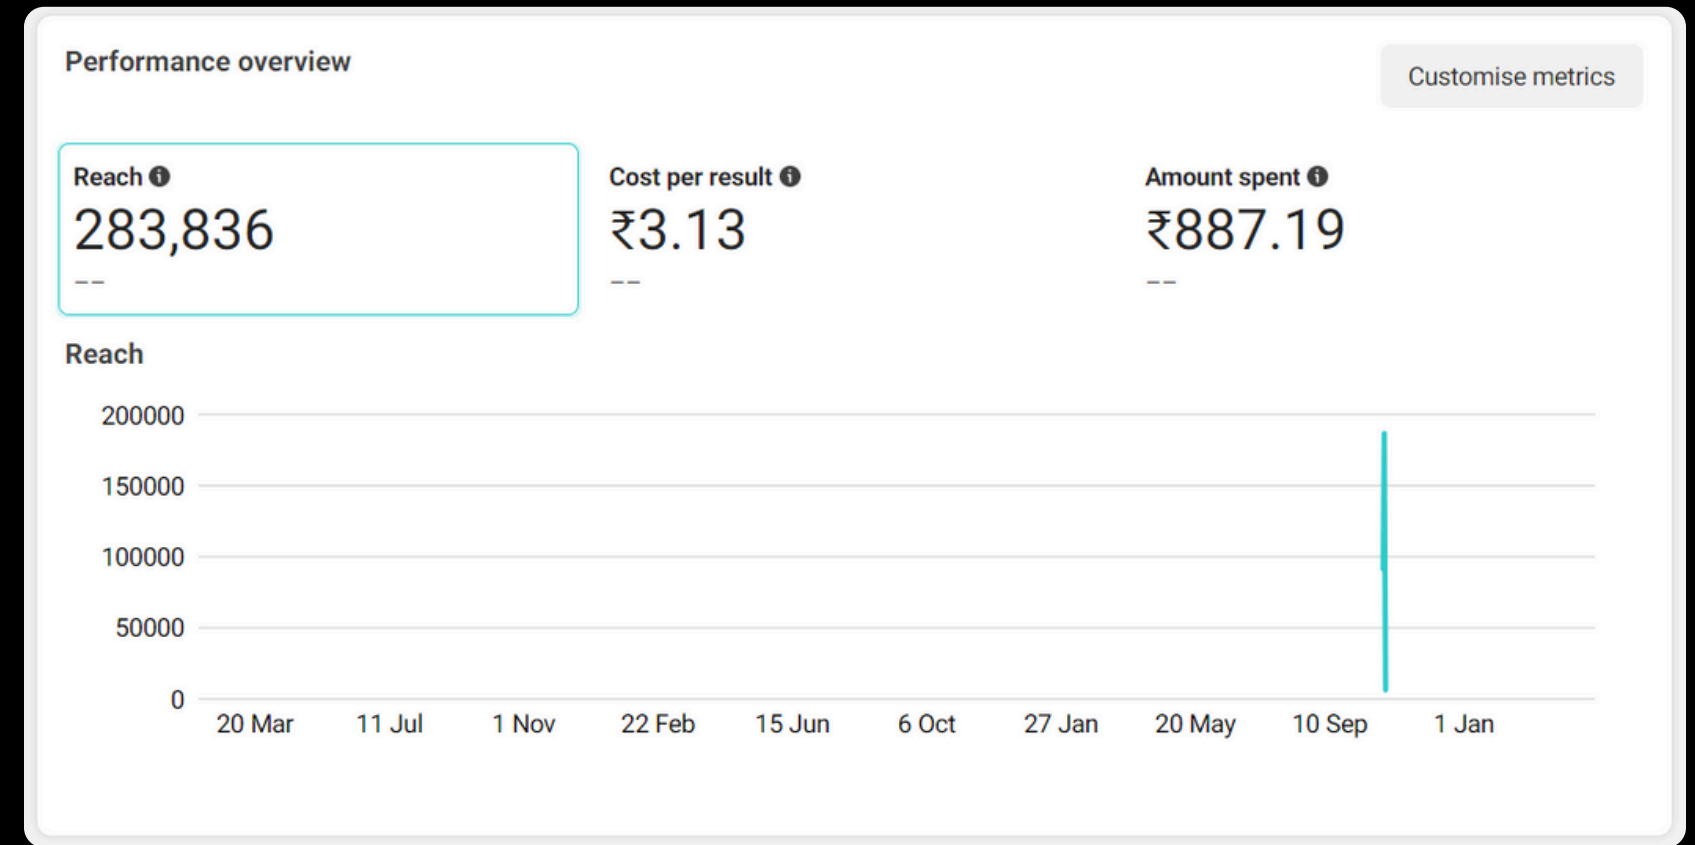 Performance overview
Customise metrics
Reach
283,836
--
Cost per result
₹3.13
--
Amount spent
₹887.19
--
Reach
200000
150000
100000
50000
0
20 Mar 11 Jul 1 Nov 22 Feb 15 Jun 6 Oct 27 Jan 20 May 10 Sep 1 Jan